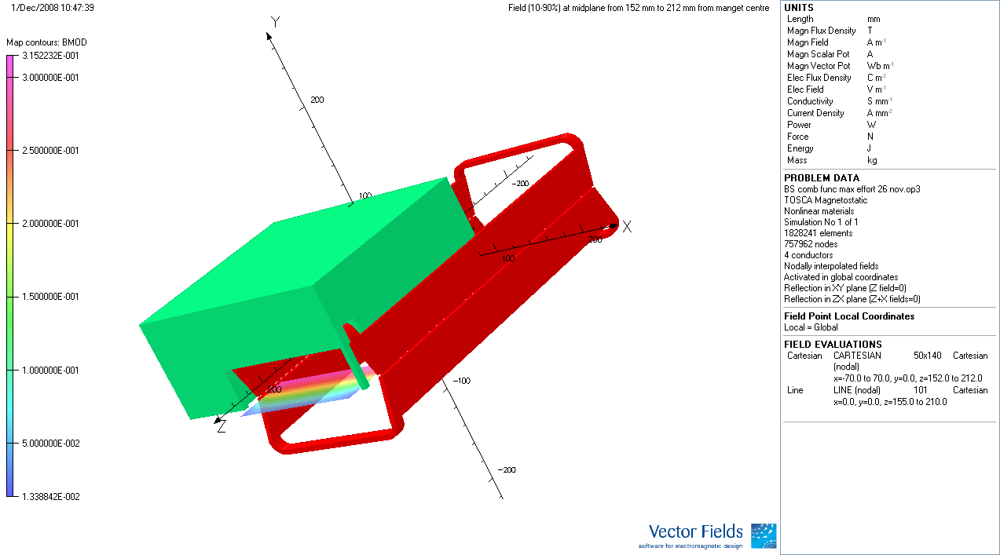 1/Dec/2008 10:47:39
Field (10-90%) at midplane from 152 mm to 212 mm from manget centre
Map contours: BMOD
3.152232E-001
3.000000E-001
2.500000E-001
2.000000E-001
1.500000E-001
1.000000E-001
5.000000E-002
1.338842E-002
Y
200
100
-200
X
200
100
200
Z
-100
-200
Vector Fields
software for electromagnetic design
UNITS
Length mm
Magn Flux Density T
Magn Field A m-1
Magn Scalar Pot A
Magn Vector Pot Wb m-1
Elec Flux Density C m-2
Elec Field V m-1
Conductivity S mm-1
Current Density A mm-2
Power W
Force N
Energy J
Mass kg
PROBLEM DATA
BS comb func max effort 26 nov.op3
TOSCA Magnetostatic
Nonlinear materials
Simulation No 1 of 1
1828241 elements
757962 nodes
4 conductors
Nodally interpolated fields
Activated in global coordinates
Reflection in XY plane (Z field=0)
Reflection in ZX plane (Z+X fields=0)
Field Point Local Coordinates
Local = Global
FIELD EVALUATIONS
Cartesian CARTESIAN 50x140 Cartesian
(nodal)
x=-70.0 to 70.0, y=0.0, z=152.0 to 212.0
Line LINE (nodal) 101 Cartesian
x=0.0, y=0.0, z=155.0 to 210.0